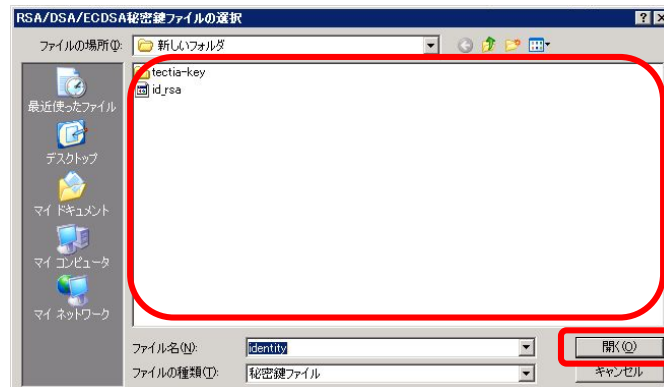 RSA/DSA/ECDSA秘密鍵ファイルの選択
ファイルの場所(I):
新しいフォルダ
tectia-key
id_rsa
最近使ったファイル
デスクトップ
マイ ドキュメント
マイ コンピュータ
マイ ネットワーク
ファイル名(N):
identity
開く(O)
ファイルの種類(T):
秘密鍵ファイル
キャンセル